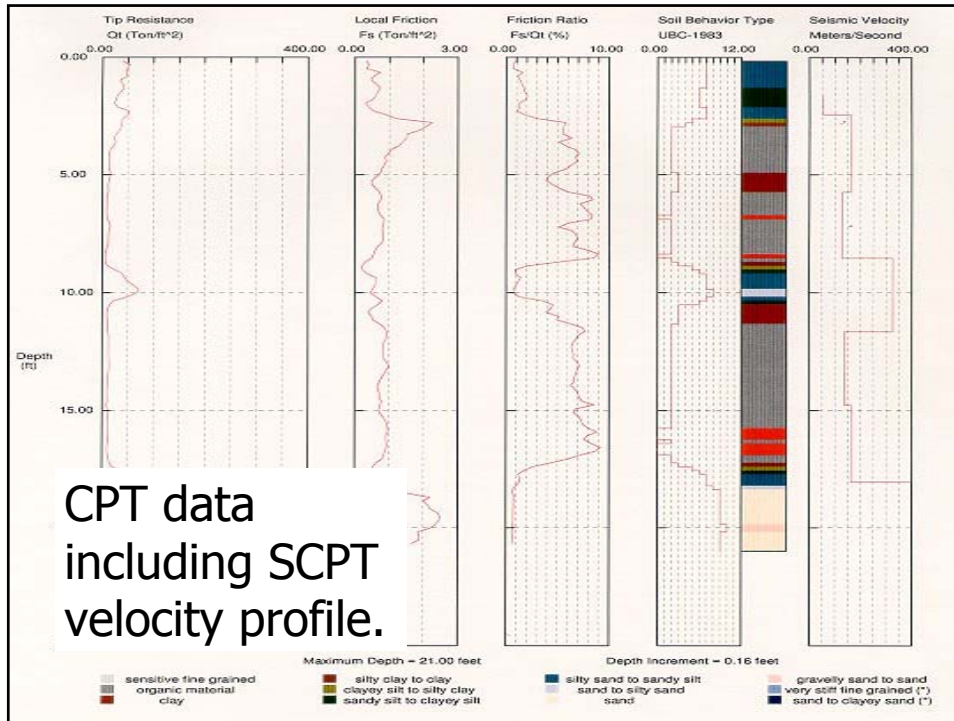 Tip Resistance Local Friction Friction Ratio Soil Behavior Type Seismic Velocity
Qt (Ton/ft^2) Fs (Ton/ft^2) Fs/Qt (%) UBC-1983 Meters/Second
0.00 400.00 0.00 3.00 0.00 10.00 0.00 12.00 0.00 400.00
0.00
5.00
10.00
Depth
(ft)
15.00
CPT data
including SCPT
velocity profile.
Maximum Depth = 21.00 feet Depth Increment = 0.16 feet
sensitive fine grained silty clay to clay silty sand to sandy silt gravelly sand to sand
organic material clayey silt to silty clay sand to silty sand very stiff fine grained (*)
clay sandy silt to clayey silt sand sand to clayey sand (*)